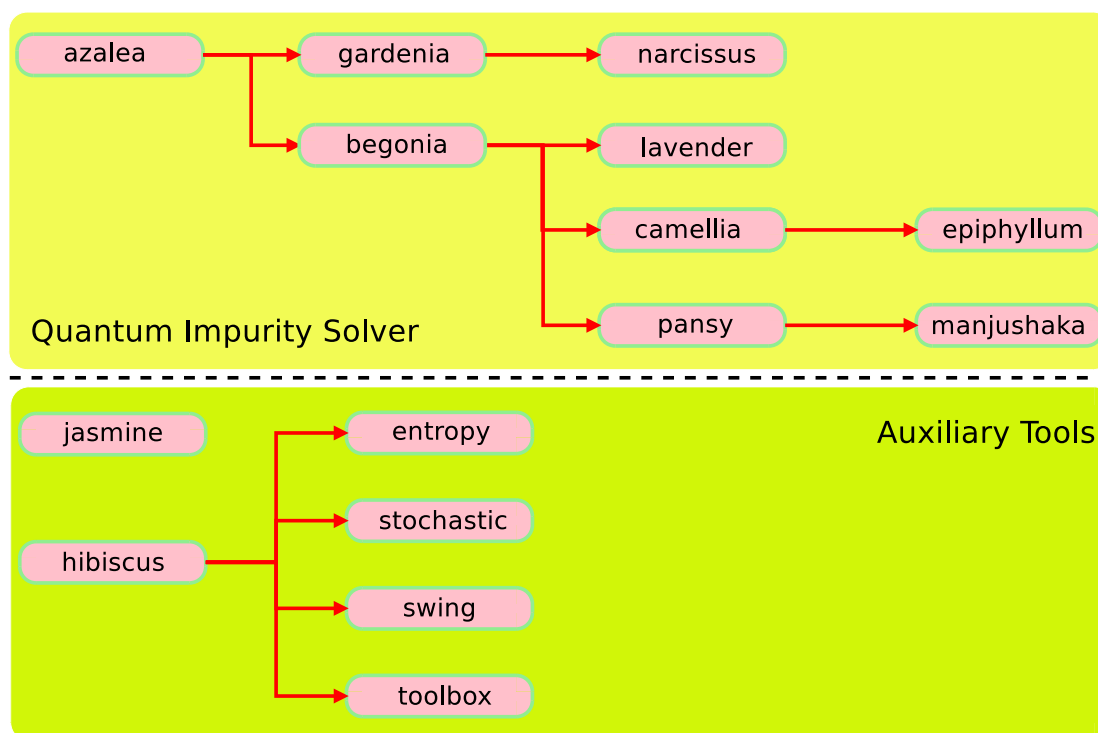 azalea
gardenia
narcissus
begonia
lavender
camellia
epiphyllum
pansy
manjushaka
Quantum Impurity Solver
jasmine
entropy
Auxiliary Tools
stochastic
hibiscus
swing
toolbox